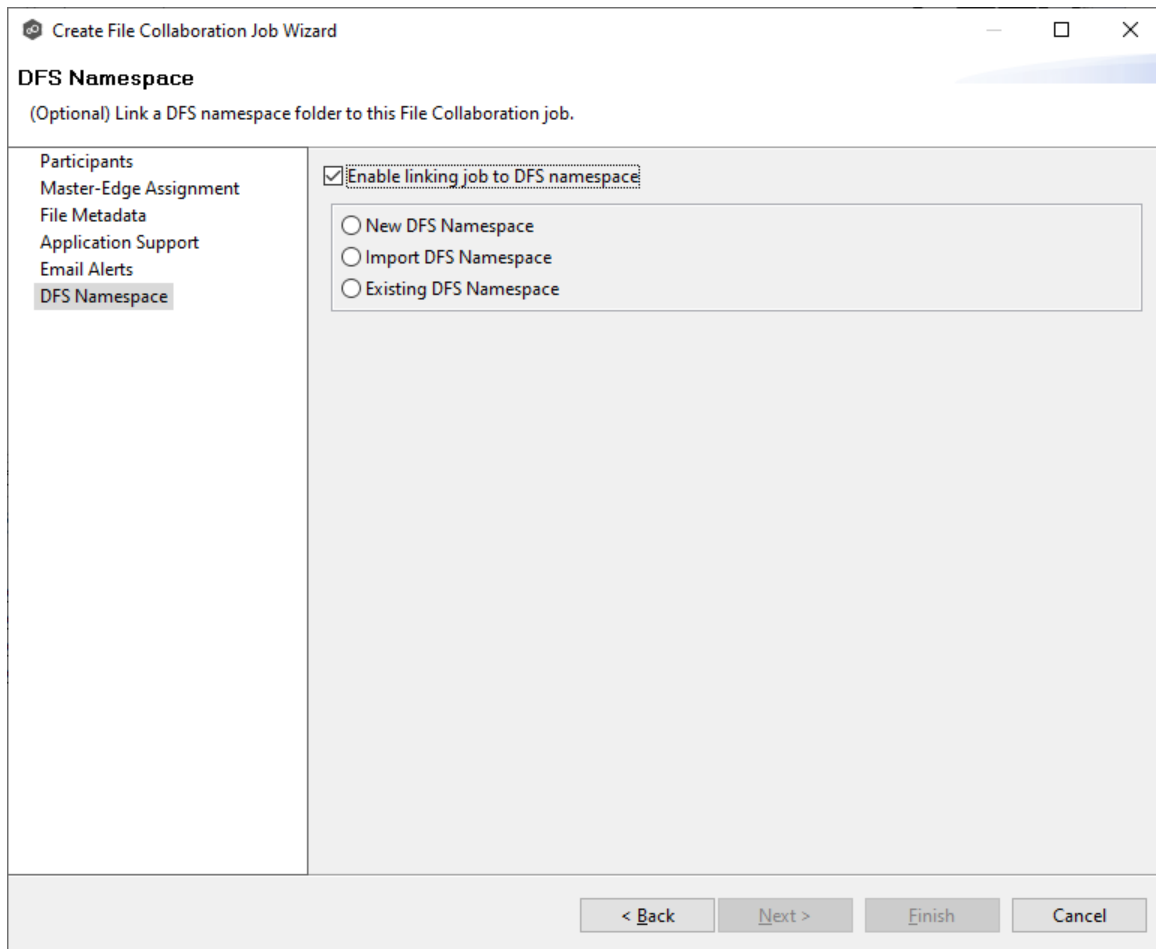 Create File Collaboration Job Wizard
DFS Namespace
(Optional) Link a DFS namespace folder to this File Collaboration job.
Participants
Master-Edge Assignment
File Metadata
Application Support
Email Alerts
DFS Namespace
Enable linking job to DFS namespace
New DFS Namespace
Import DFS Namespace
Existing DFS Namespace
< Back
Next >
Finish
Cancel